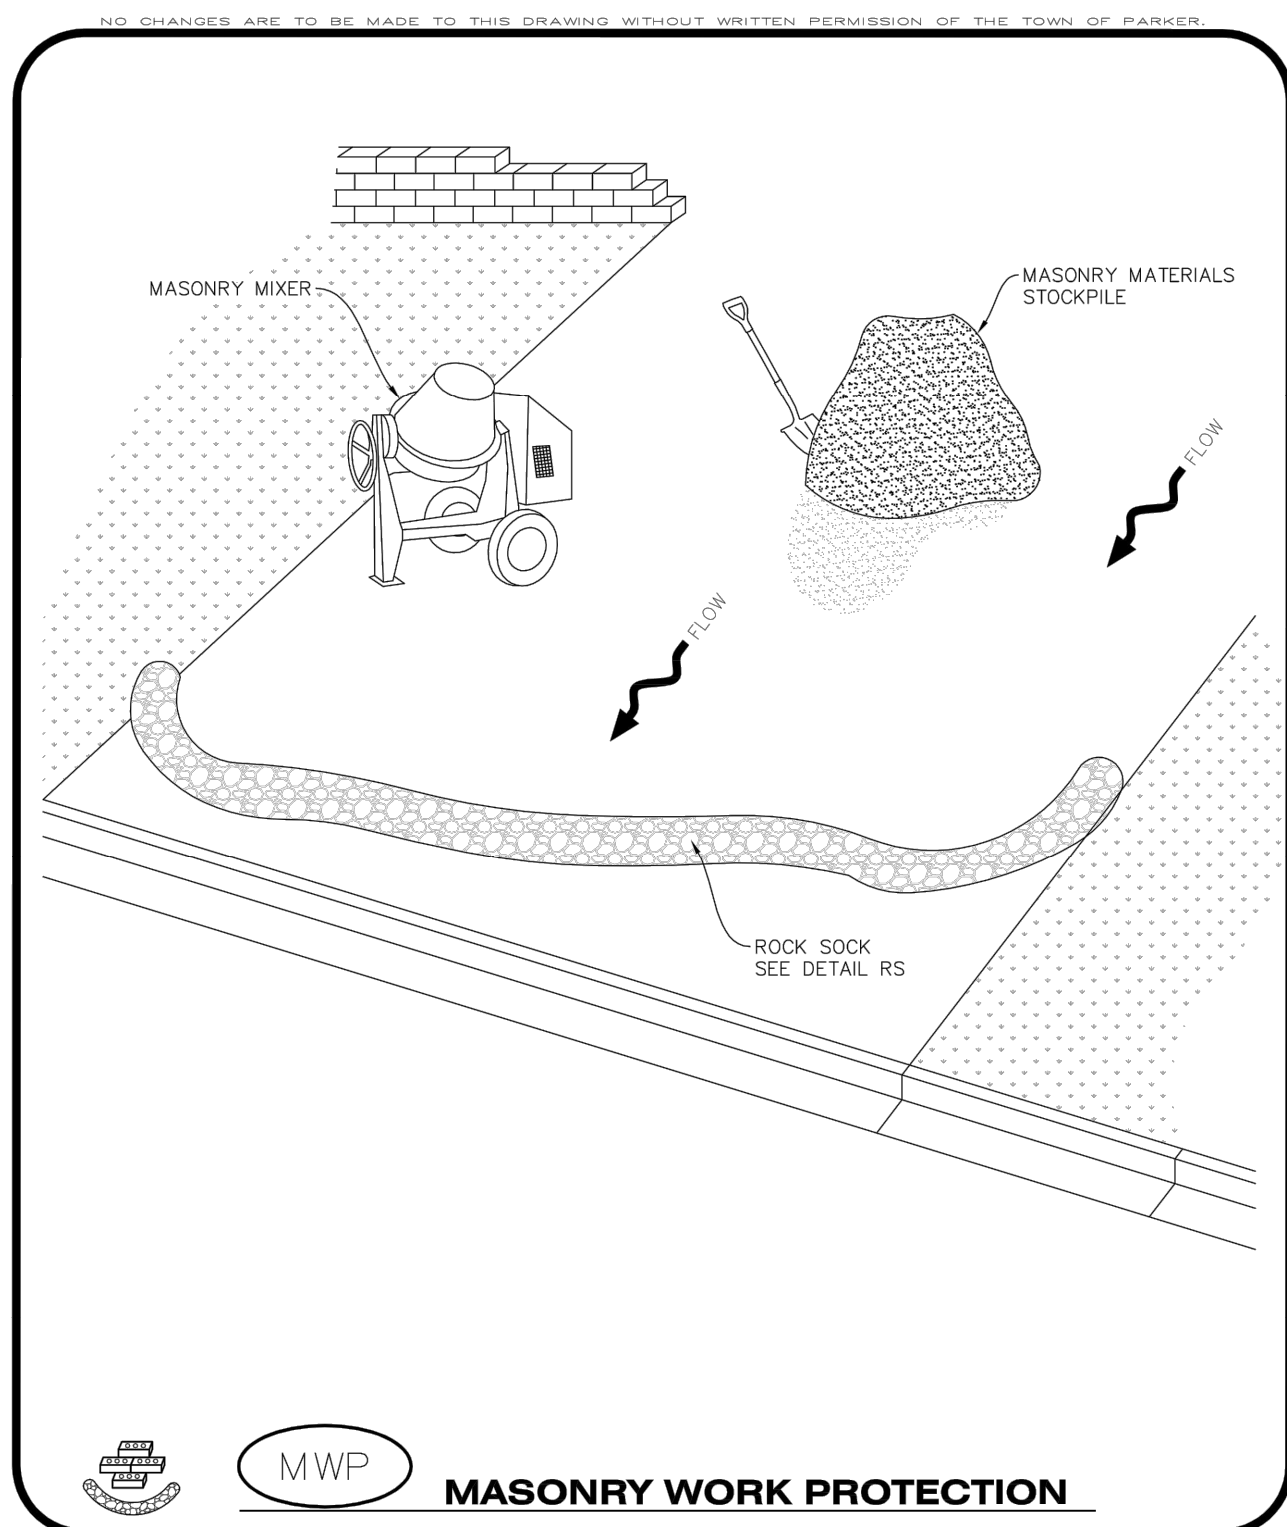 NO CHANGES ARE TO BE MADE TO THIS DRAWING WITHOUT WRITTEN PERMISSION OF THE TOWN OF PARKER.
MASONRY MIXER
MASONRY MATERIALS
STOCKPILE
FLOW
FLOW
ROCK SOCK
SEE DETAIL RS
MWP
MASONRY WORK PROTECTION